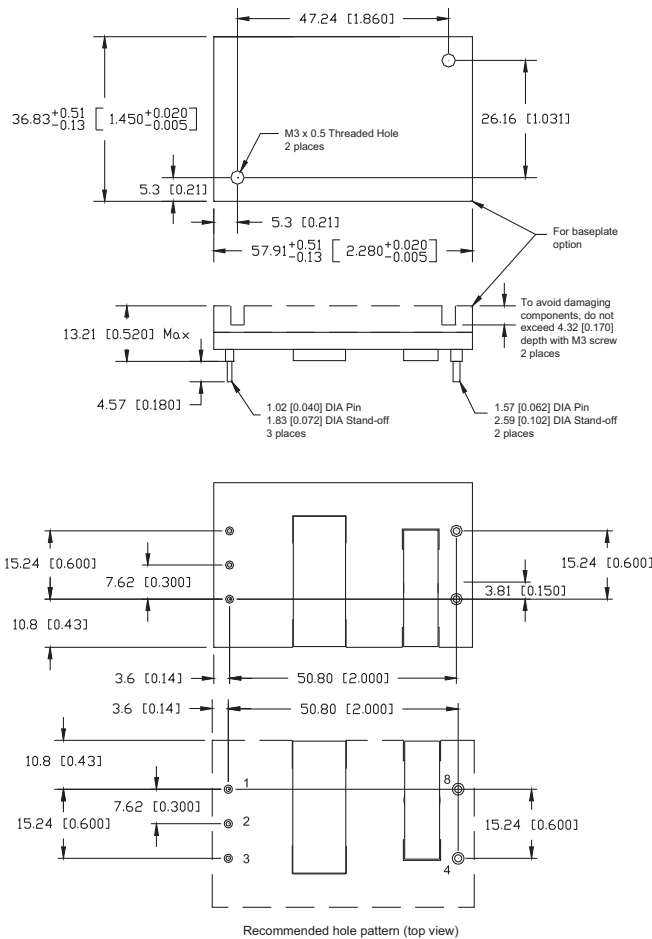 47.24 [1.860]
36.83+0.51 -0.13 [ 1.450+0.020 -0.005 ]
26.16 [1.031]
M3 x 0.5 Threaded Hole
2 places
5.3 [0.21]
5.3 [0.21]
57.91+0.51 -0.13 [ 2.280+0.020 -0.005 ]
For baseplate
option
13.21 [0.520] Max
To avoid damaging
components, do not
exceed 4.32 [0.170]
depth with M3 screw
2 places
4.57 [0.180]
1.02 [0.040] DIA Pin
1.83 [0.072] DIA Stand-off
3 places
1.57 [0.062] DIA Pin
2.59 [0.102] DIA Stand-off
2 places
15.24 [0.600]
7.62 [0.300]
15.24 [0.600]
3.81 [0.150]
10.8 [0.43]
3.6 [0.14]
50.80 [2.000]
3.6 [0.14]
50.80 [2.000]
10.8 [0.43]
1
8
7.62 [0.300]
2
15.24 [0.600]
15.24 [0.600]
3
4
Recommended hole pattern (top view)